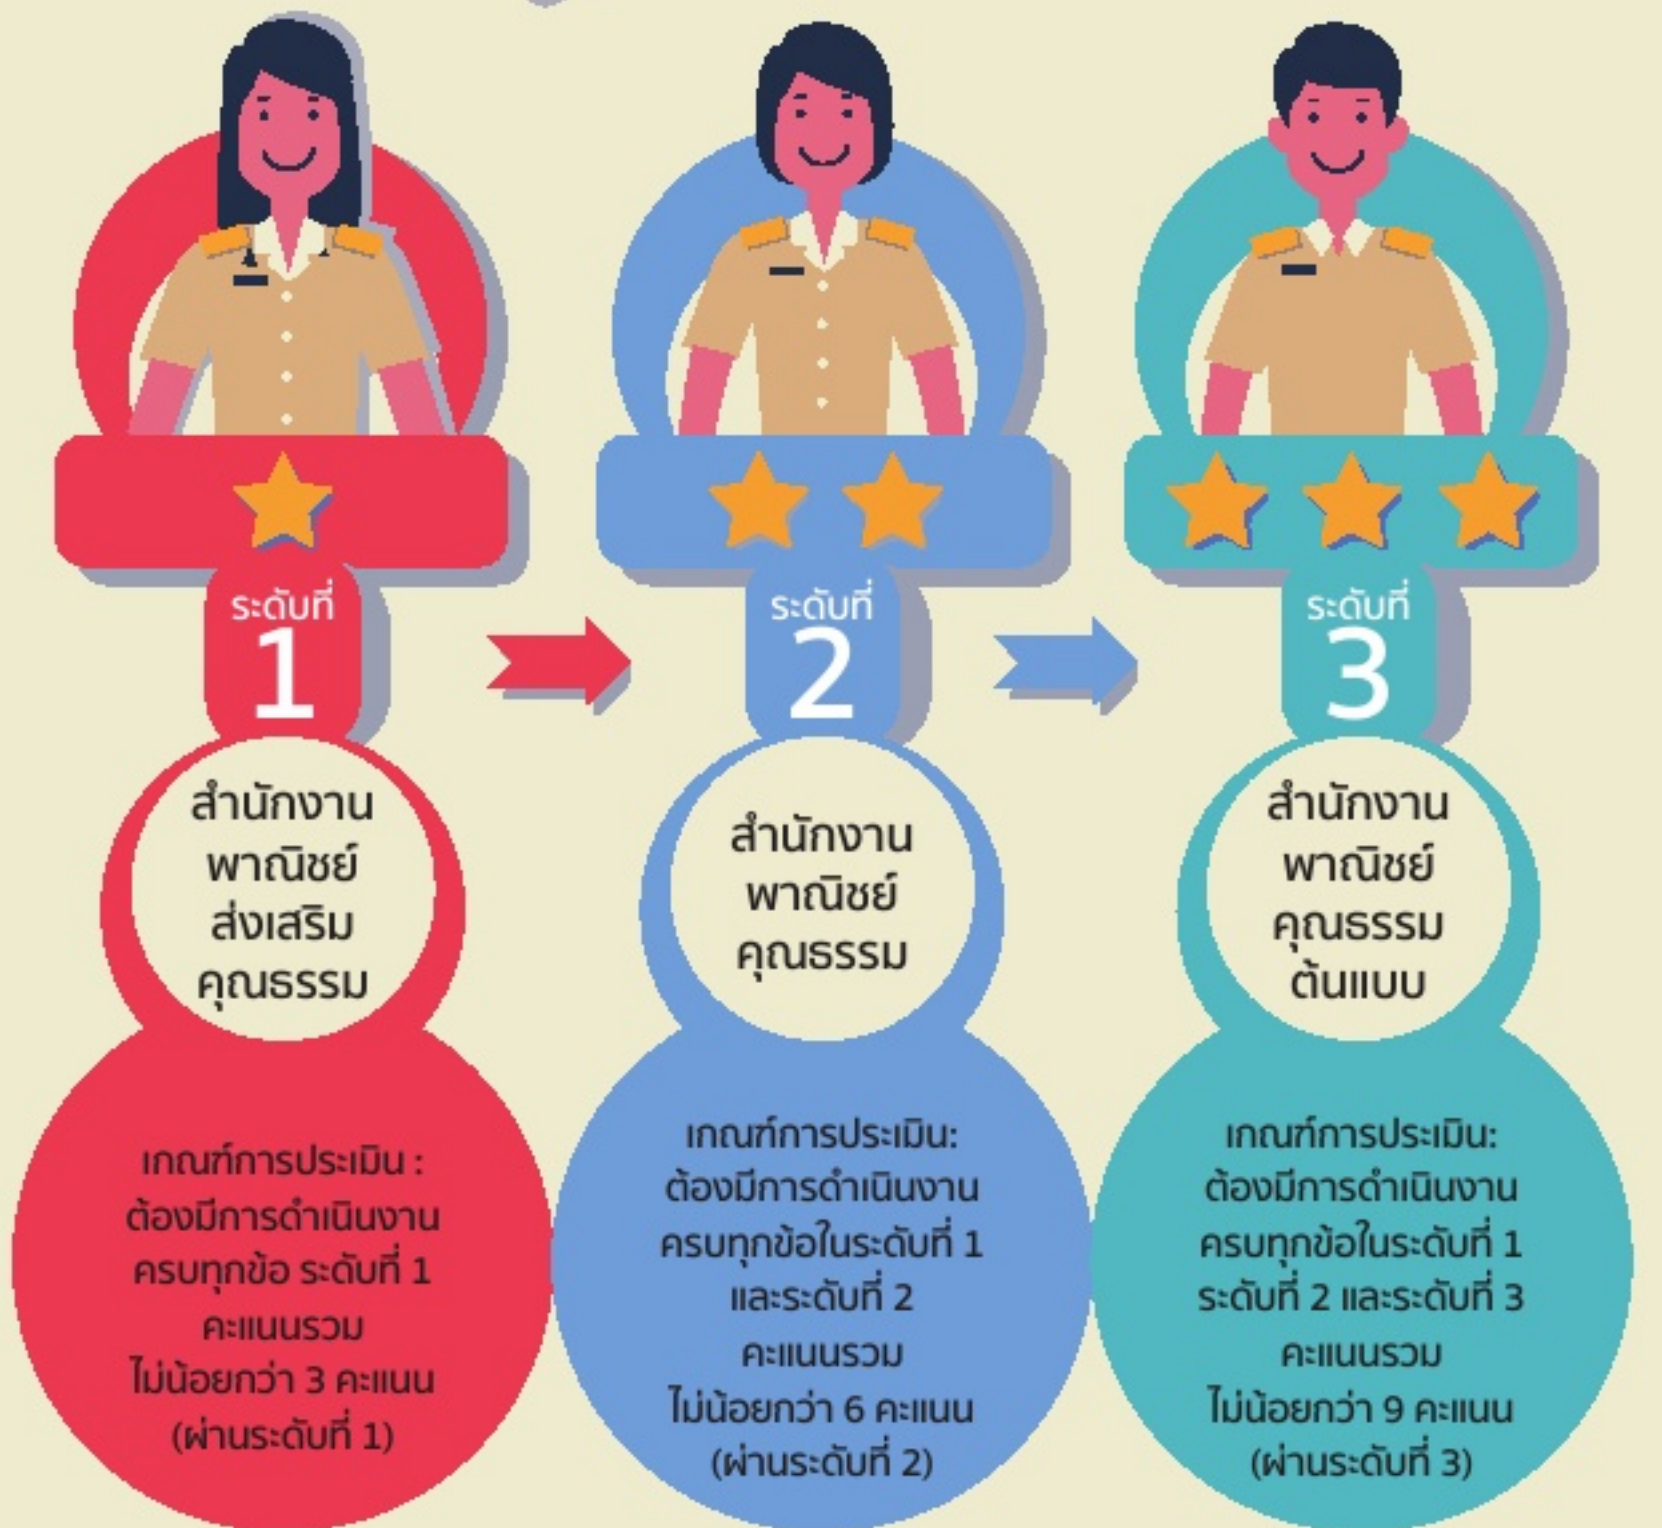 ระดับที่
1
สำนักงาน
พาณิชย์
ส่งเสริม
คุณธรรม
เกณฑ์การประเมิน :
ต้องมีการดำเนินงาน
ครบทุกข้อ ระดับที่ 1
คะแนนรวม
ไม่น้อยกว่า 3 คะแนน
(ผ่านระดับที่ 1)
ระดับที่
2
สำนักงาน
พาณิชย์
คุณธรรม
เกณฑ์การประเมิน:
ต้องมีการดำเนินงาน
ครบทุกข้อในระดับที่ 1
และระดับที่ 2
คะแนนรวม
ไม่น้อยกว่า 6 คะแนน
(ผ่านระดับที่ 2)
ระดับที่
3
สำนักงาน
พาณิชย์
คุณธรรม
ต้นแบบ
เกณฑ์การประเมิน:
ต้องมีการดำเนินงาน
ครบทุกข้อในระดับที่ 1
ระดับที่ 2 และระดับที่ 3
คะแนนรวม
ไม่น้อยกว่า 9 คะแนน
(ผ่านระดับที่ 3)